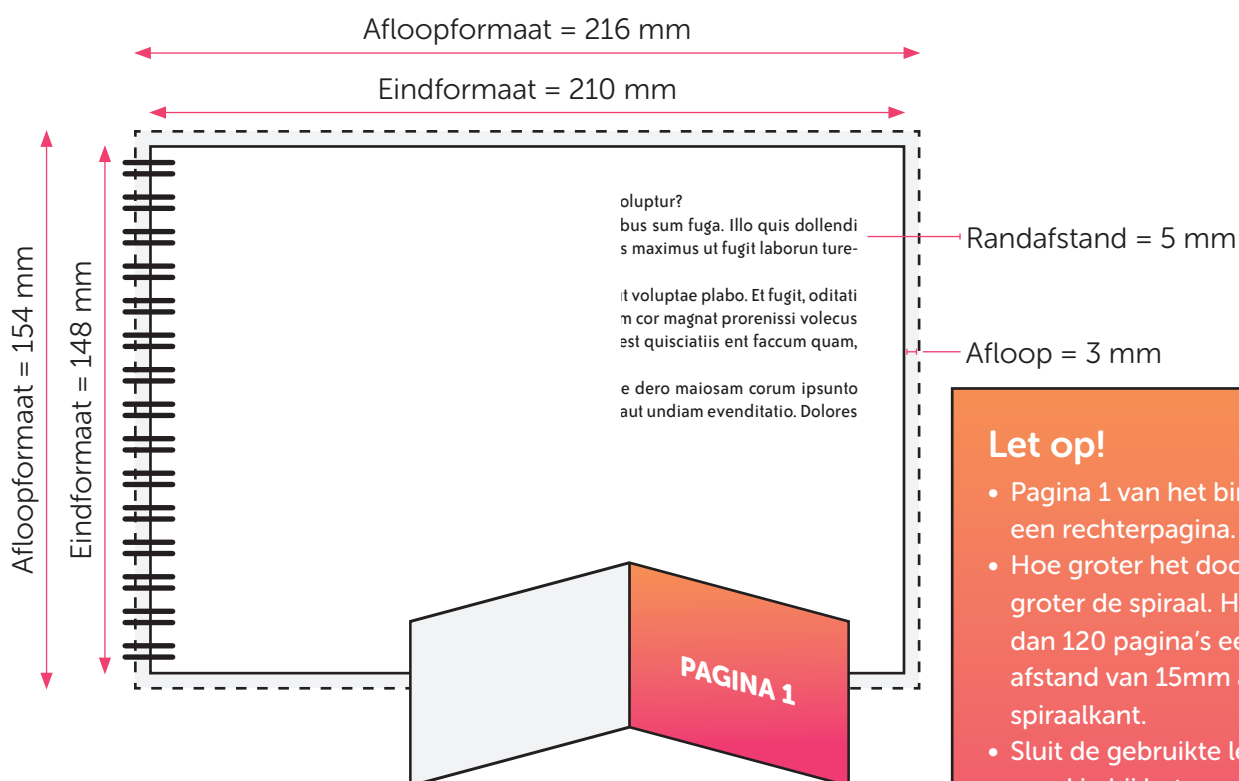 Afloopformaat = 216 mm
Eindformaat = 210 mm
Afloopformaat = 154 mm
Eindformaat = 148 mm
oluptur?
bus sum fuga. Illo quis dollendi
s maximus ut fugit laborun ture-
t voluptae plabo. Et fugit, oditati
m cor magnat prorenissi volecus
est quisciatiis ent faccum quam,
e dero maiosam corum ipsunto
aut undiam evenditatio. Dolores
Randafstand = 5 mm
Afloop = 3 mm
PAGINA 1
Let op!
• Pagina 1 van het bin
een rechterpagina.
• Hoe groter het doo
groter de spiraal. H
dan 120 pagina's ee
afstand van 15mm a
spiraalkant.
• Sluit de gebruikte le